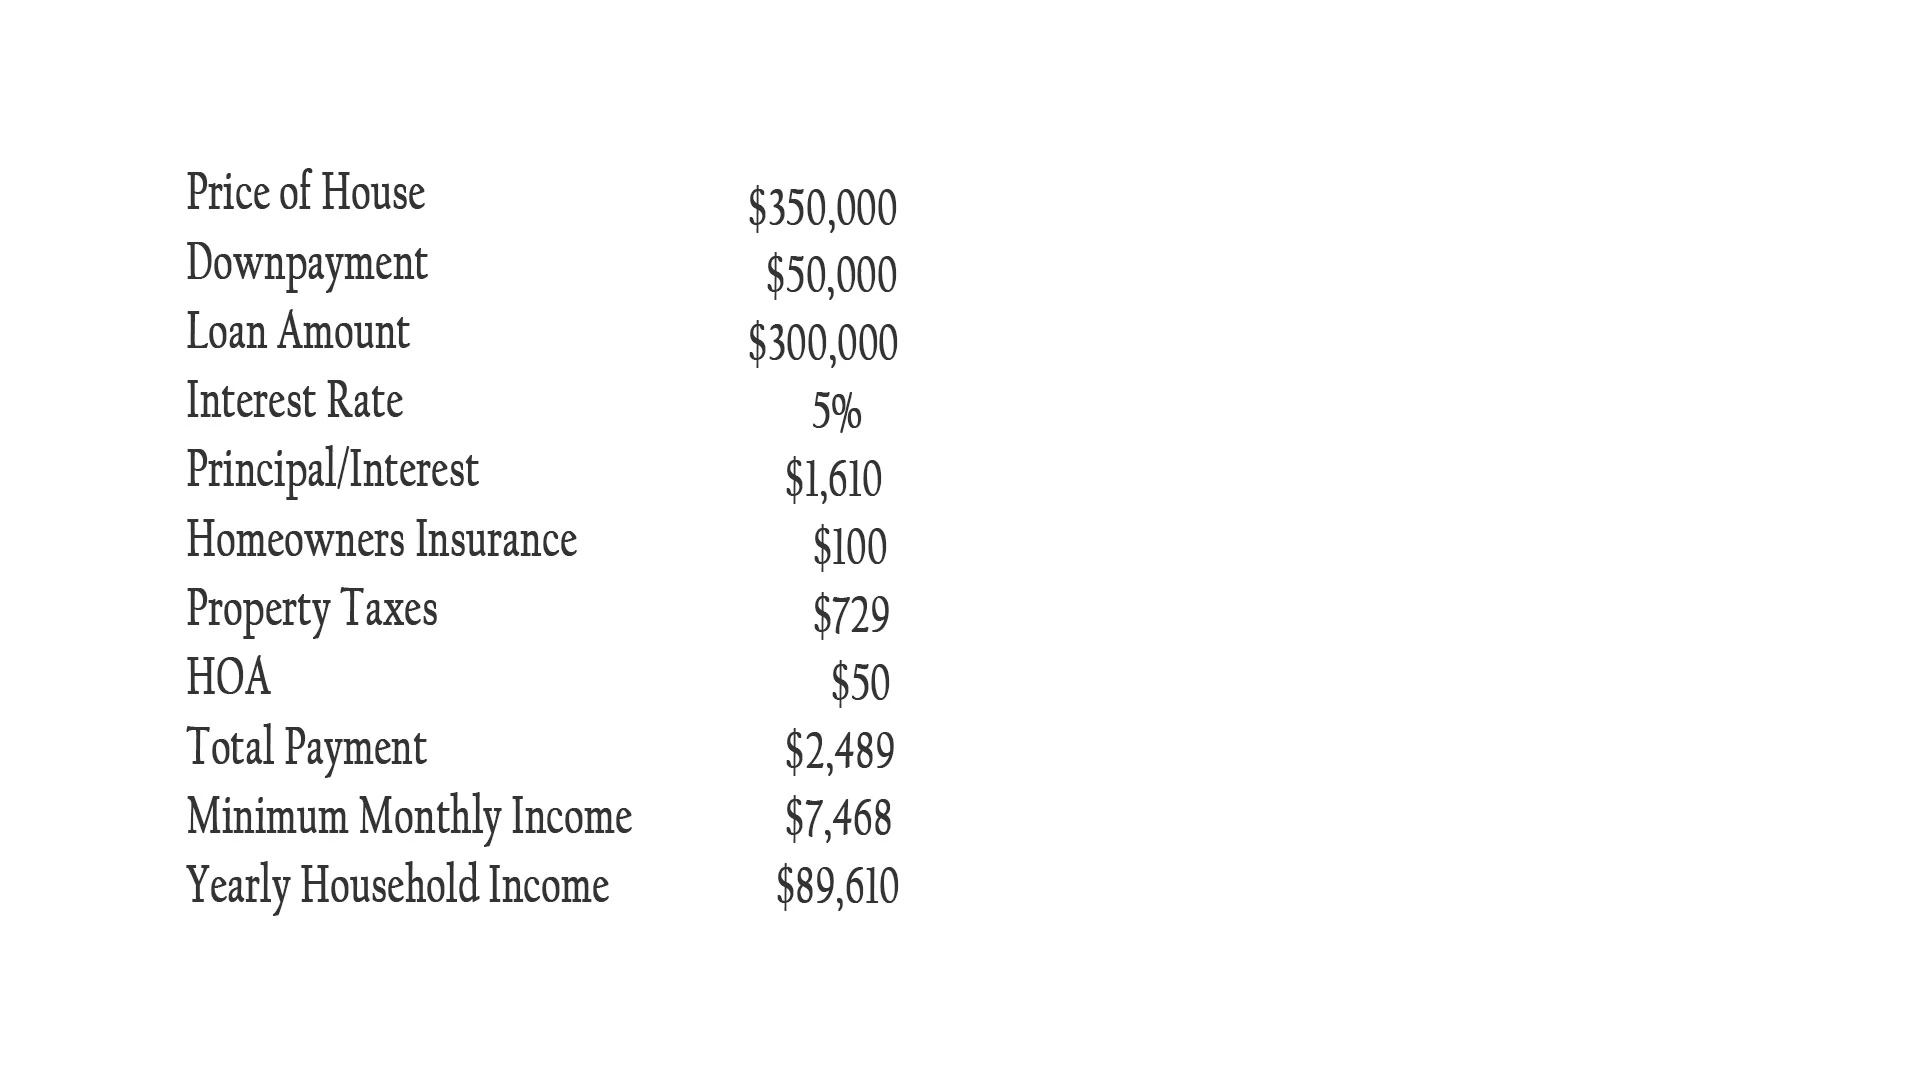 Price of House $350,000
Downpayment $50,000
Loan Amount $300,000
Interest Rate 5%
Principal/Interest $1,610
Homeowners Insurance $100
Property Taxes $729
HOA $50
Total Payment $2,489
Minimum Monthly Income $7,468
Yearly Household Income $89,610